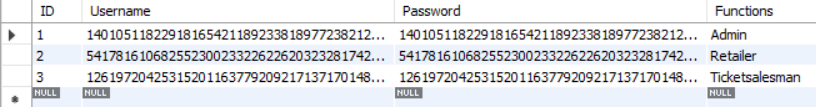 ID Username Password Functions
1 14010511822918165421189233818977238212... 14010511822918165421189233818977238212... Admin
2 54178161068255230023322622620323281742... 54178161068255230023322622620323281742... Retailer
3 12619720425315201163779209217137170148... 12619720425315201163779209217137170148... Ticketsalesman
NULL NULL NULL NULL